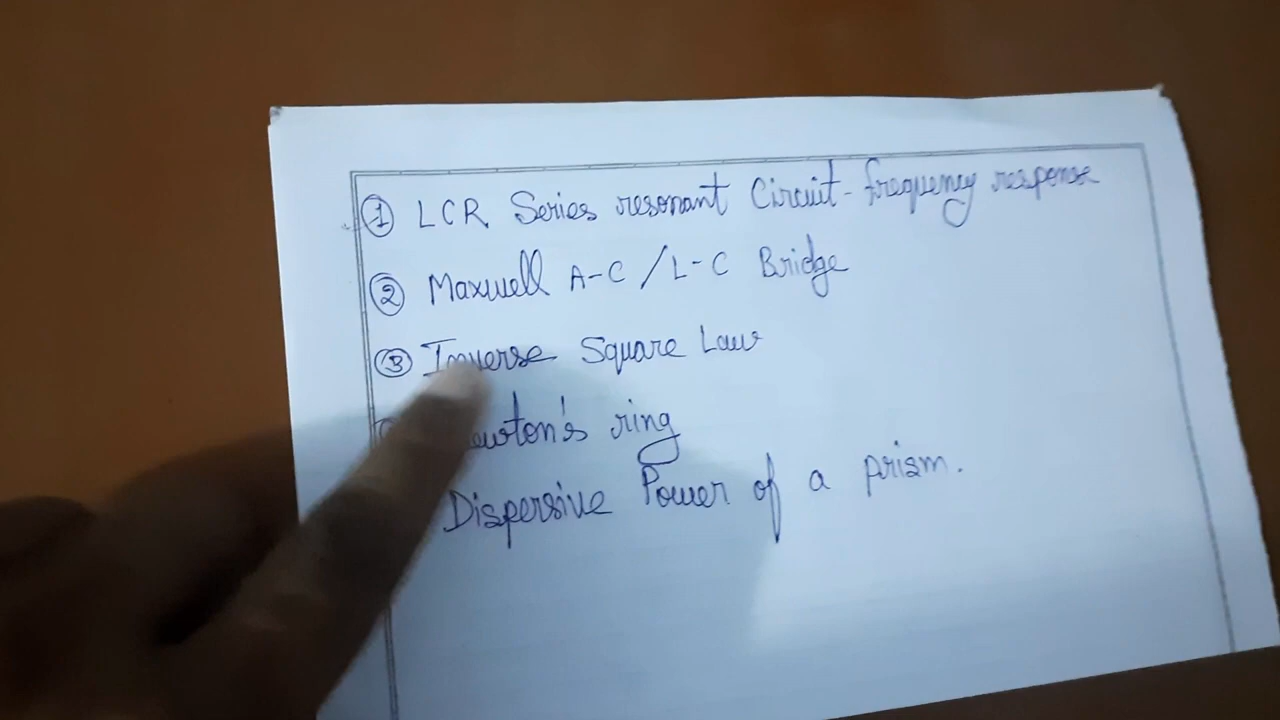 ① LCR Series resonant Circuit - frequency response
② Maxwell A-C / L-C Bridge
③ Inverse Square Law
ewton's ring
Dispersive Power of a prism.